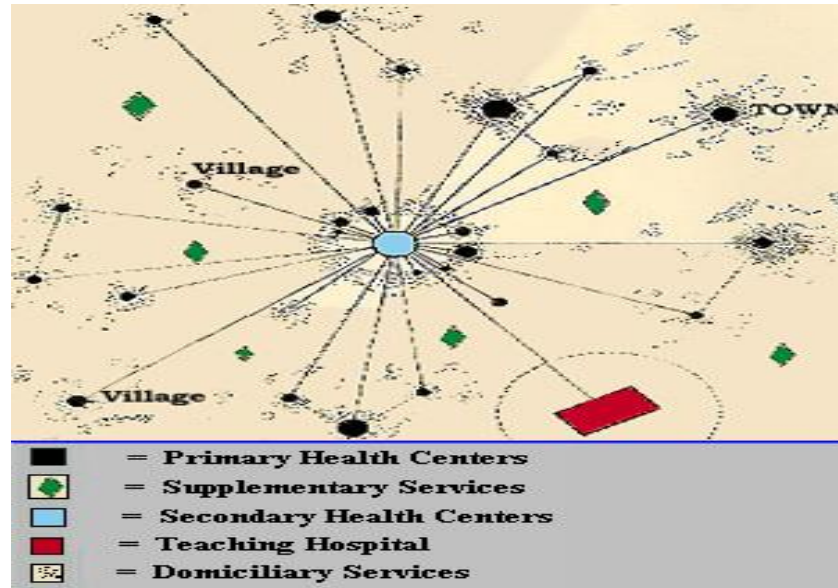 TOWN
Village
Village
= Primary Health Centers
= Supplementary Services
= Secondary Health Centers
= Teaching Hospital
= Domiciliary Services